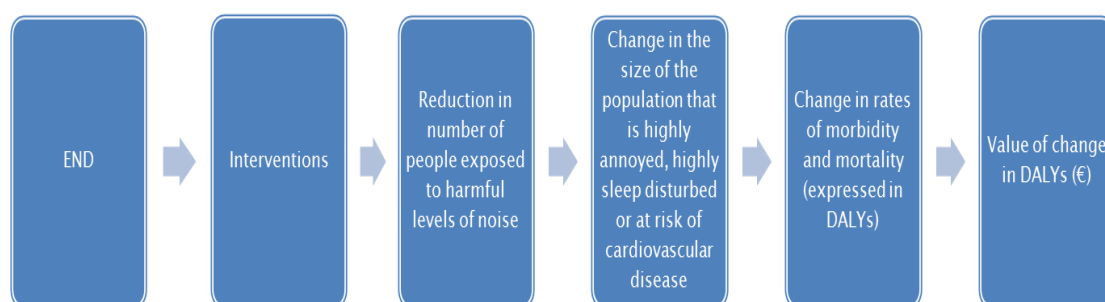 END
Interventions
Reduction in
number of
people exposed
to harmful
levels of noise
Change in the
size of the
population that
is highly
annoyed, highly
sleep disturbed
or at risk of
cardiovascular
disease
Change in rates
of morbidity
and mortality
(expressed in
DALYs)
Value of change
in DALYs (€)